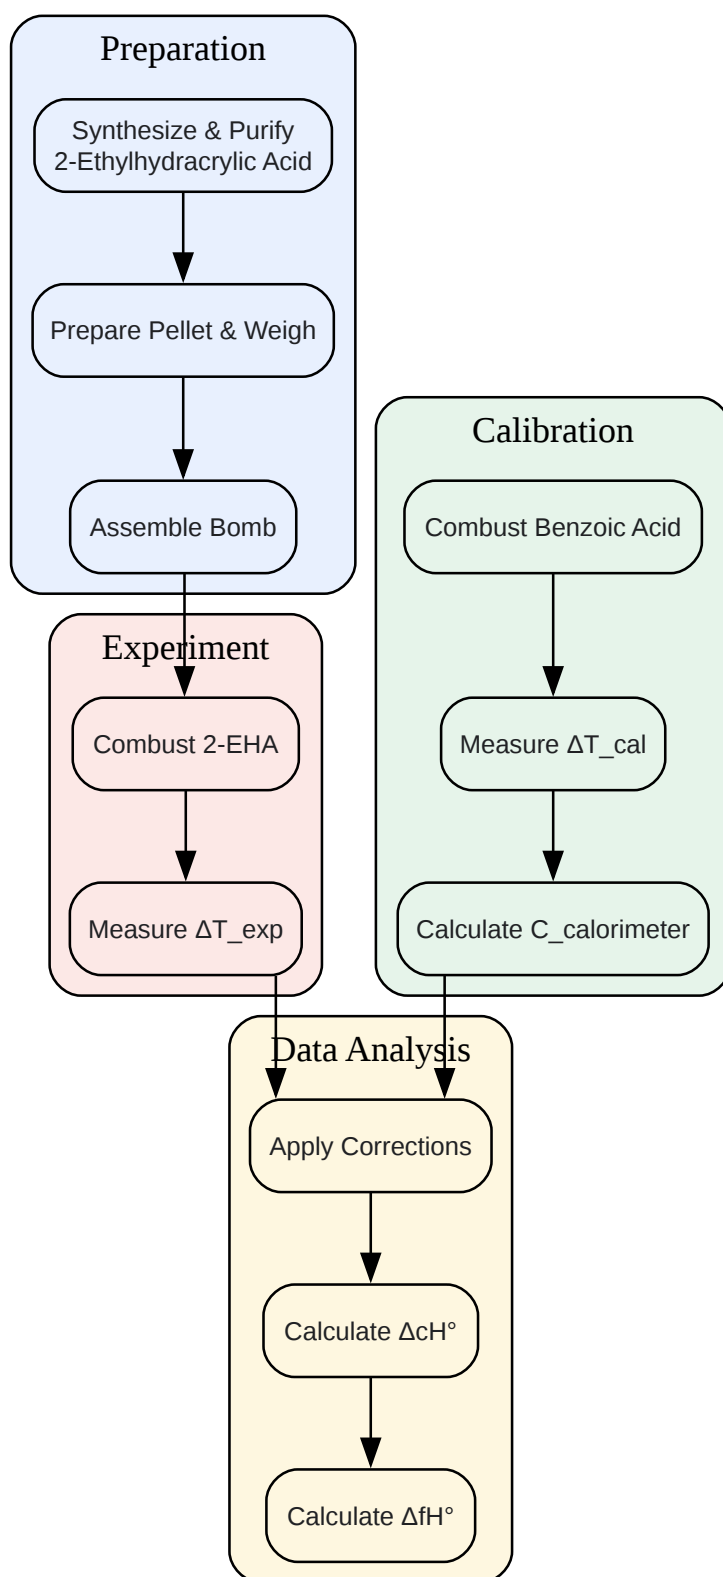 Preparation
Synthesize & Purify
2-Ethylhydracrylic Acid
Prepare Pellet & Weigh
Assemble Bomb
Calibration
Combust Benzoic Acid
Measure ΔT_cal
Calculate C_calorimeter
Experiment
Combust 2-EHA
Measure ΔT_exp
Data Analysis
Apply Corrections
Calculate ΔcH°
Calculate ΔfH°